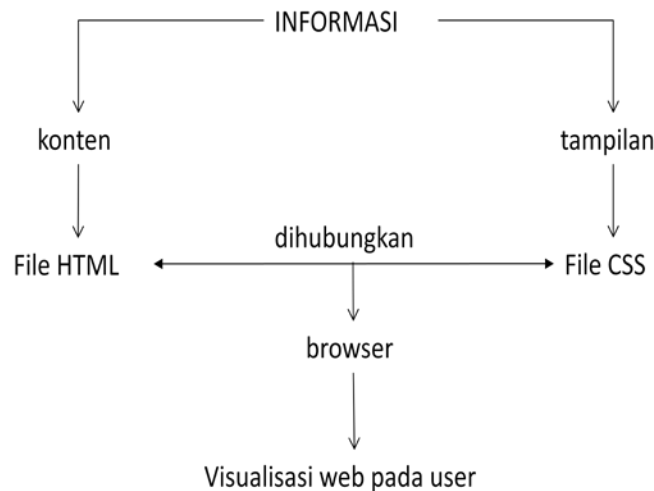 INFORMASI
konten
tampilan
dihubungkan
File HTML
File CSS
browser
Visualisasi web pada user